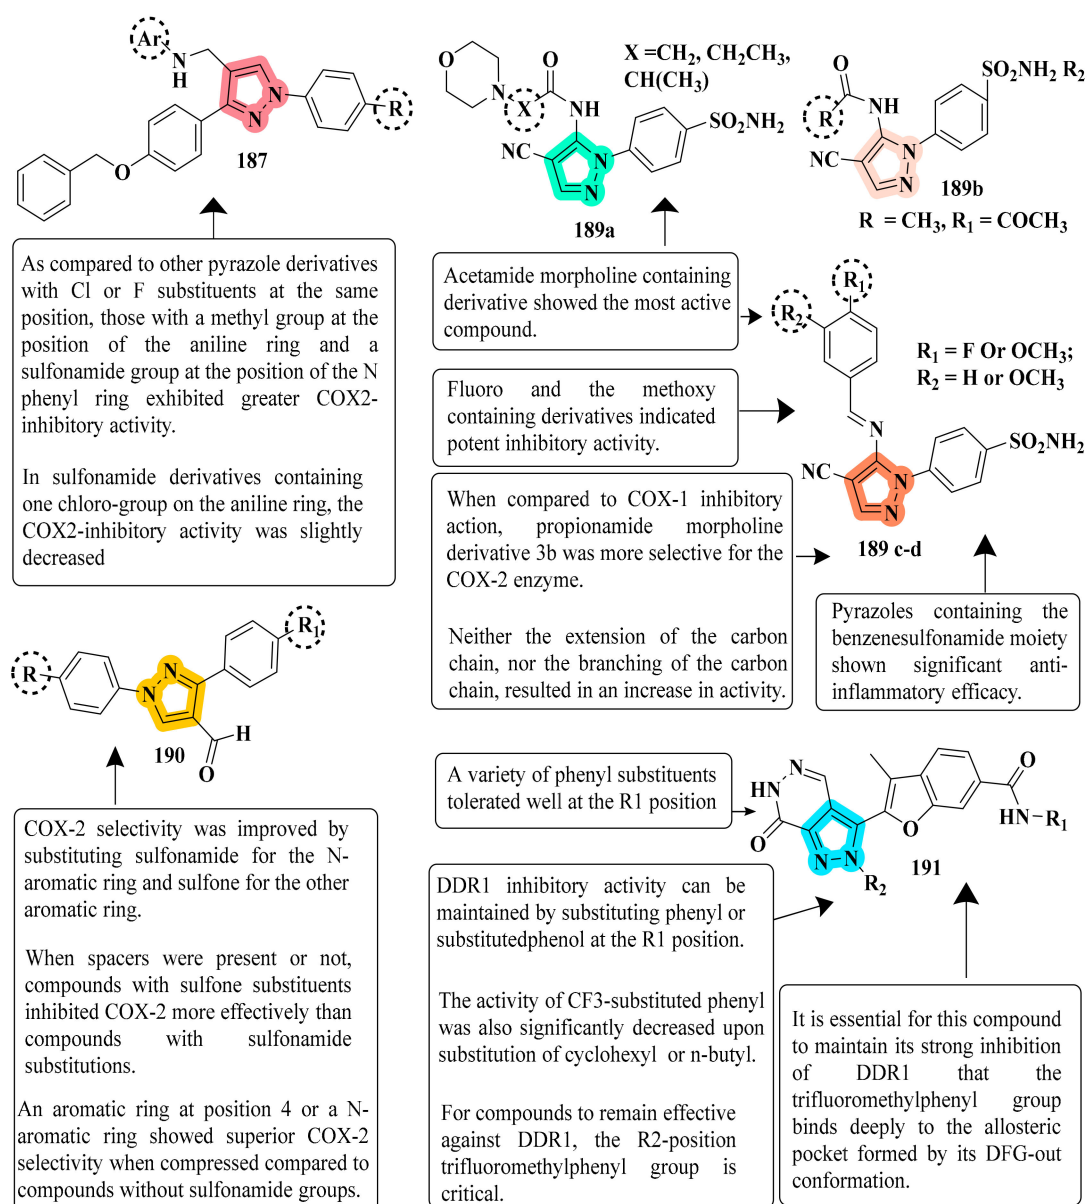 Ar
N
H
N
N
R
O
187
As compared to other pyrazole derivatives
with Cl or F substituents at the same
position, those with a methyl group at the
position of the aniline ring and a
sulfonamide group at the position of the N
phenyl ring exhibited greater COX2-
inhibitory activity.
In sulfonamide derivatives containing
one chloro-group on the aniline ring, the
COX2-inhibitory activity was slightly
decreased
O
N
X
O
NH
NC
N
N
SO2NH2
189a
X =CH2, CH2CH3,
CH(CH3)
O
R
NH
NC
N
N
SO2NH2 R2
189b
R = CH3, R1 = COCH3
Acetamide morpholine containing
derivative showed the most active
compound.
Fluoro and the methoxy
containing derivatives indicated
potent inhibitory activity.
When compared to COX-1 inhibitory
action, propionamide morpholine
derivative 3b was more selective for the
COX-2 enzyme.
Neither the extension of the carbon
chain, nor the branching of the carbon
chain, resulted in an increase in activity.
R1
R2
N
NC
N
N
SO2NH2
189 c-d
R1 = F Or OCH3;
R2 = H or OCH3
Pyrazoles containing the
benzenesulfonamide moiety
shown significant anti-
inflammatory efficacy.
R
N
N
R1
H
O
190
COX-2 selectivity was improved by
substituting sulfonamide for the N-
aromatic ring and sulfone for the other
aromatic ring.
When spacers were present or not,
compounds with sulfone substituents
inhibited COX-2 more effectively than
compounds with sulfonamide
substitutions.
An aromatic ring at position 4 or a N-
aromatic ring showed superior COX-2
selectivity when compressed compared to
compounds without sulfonamide groups.
A variety of phenyl substituents
tolerated well at the R1 position
N
HN
O
N
N
R2
O
O
HN
R1
191
DDR1 inhibitory activity can be
maintained by substituting phenyl or
substitutedphenol at the R1 position.
The activity of CF3-substituted phenyl
was also significantly decreased upon
substitution of cyclohexyl or n-butyl.
For compounds to remain effective
against DDR1, the R2-position
trifluoromethylphenyl group is
critical.
It is essential for this compound
to maintain its strong inhibition
of DDR1 that the
trifluoromethylphenyl group
binds deeply to the allosteric
pocket formed by its DFG-out
conformation.